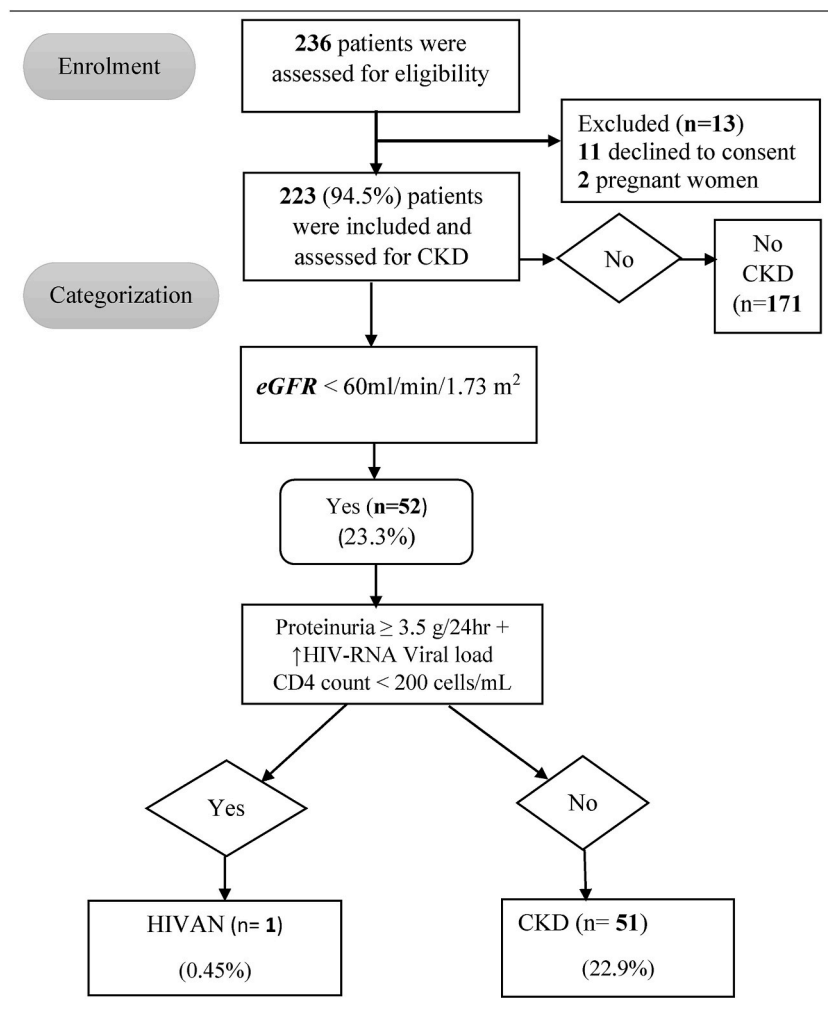 Enrolment
236 patients were
assessed for eligibility
Excluded (n=13)
11 declined to consent
2 pregnant women
223 (94.5%) patients
were included and
assessed for CKD
No
No
CKD
(n=171
Categorization
eGFR < 60ml/min/1.73 m²
Yes (n=52)
(23.3%)
Proteinuria ≥ 3.5 g/24hr +
↑HIV-RNA Viral load
CD4 count < 200 cells/mL
Yes
No
HIVAN (n= 1)
(0.45%)
CKD (n= 51)
(22.9%)